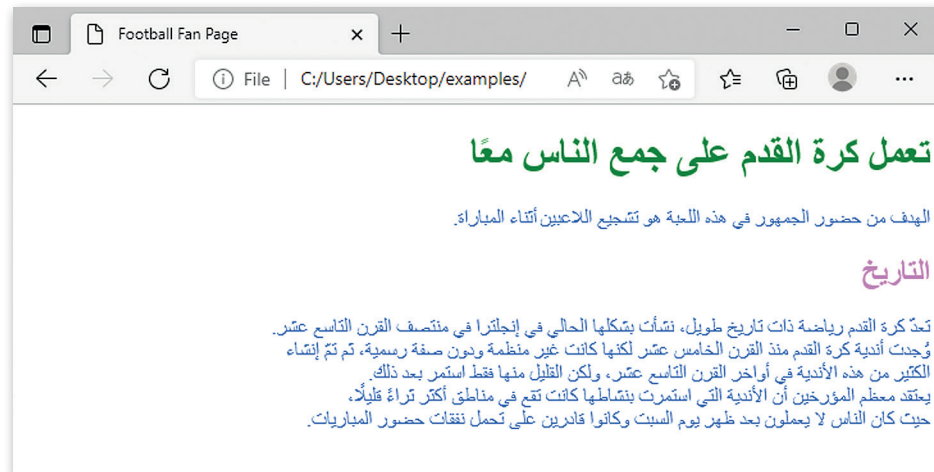 Football Fan Page
File
C:/Users/Desktop/examples/
تعمل كرة القدم على جمع الناس معًا
الهدف من حضور الجمهور في هذه اللعبة هو تشجيع اللاعبين أثناء المباراة.
التاريخ
تعدّ كرة القدم رياضة ذات تاريخ طويل، نشأت بشكلها الحالي في إنجلترا في منتصف القرن التاسع عشر.
وُجدت أندية كرة القدم منذ القرن الخامس عشر لكنها كانت غير منظمة ودون صفة رسمية، ثم تمّ إنشاء
الكثير من هذه الأندية في أواخر القرن التاسع عشر، ولكن القليل منها فقط استمر بعد ذلك.
يعتقد معظم المؤرخين أن الأندية التي استمرت بنشاطها كانت تقع في مناطق أكثر ثراءً قليلًا،
حيث كان الناس لا يعملون بعد ظهر يوم السبت وكانوا قادرين على تحمل نفقات حضور المباريات.